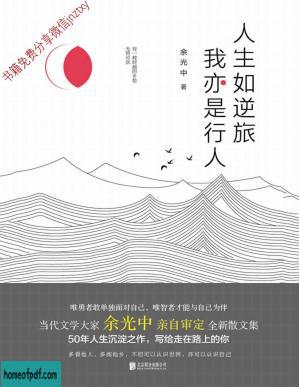 书籍免费分享微信jnztxy
人生如逆旅
我亦是行人
余光中 著
唯勇者敢单独面对自己,唯智者才能与自己为伴
当代文学大家 余光中 亲自审定 全新散文集
50年人生沉淀之作,写给走在路上的你
多看他人,多阅他乡,不但可以认识世界,亦可以认识自己
homeofpdf.com